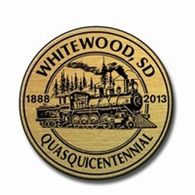 WHITEWOOD, SD
1888 2013
QUASQUICENTENNIAL